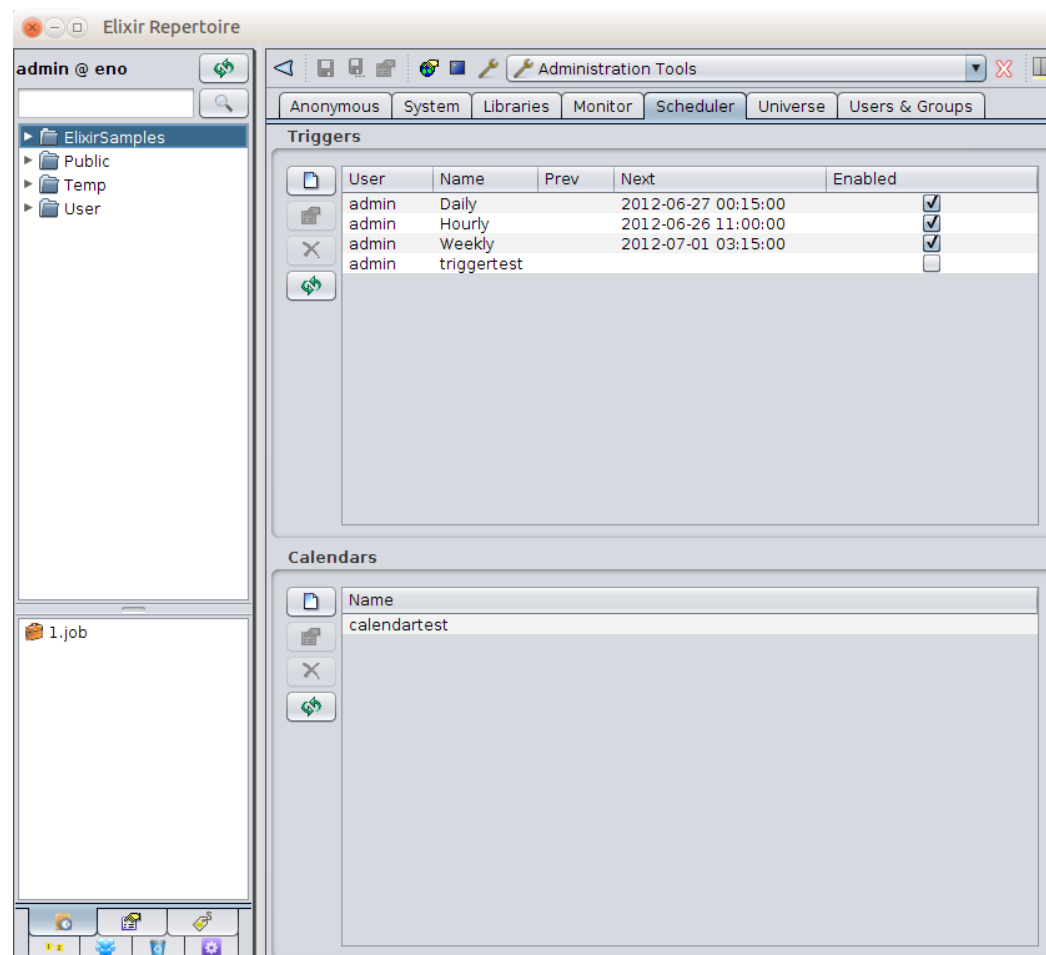 Elixir Repertoire
admin @ eno
ElixirSamples
Public
Temp
User
1.job
Administration Tools
Anonymous System Libraries Monitor Scheduler Universe Users & Groups
Triggers
User Name Prev Next Enabled
admin Daily 2012-06-27 00:15:00
admin Hourly 2012-06-26 11:00:00
admin Weekly 2012-07-01 03:15:00
admin triggertest
Calendars
Name
calendartest